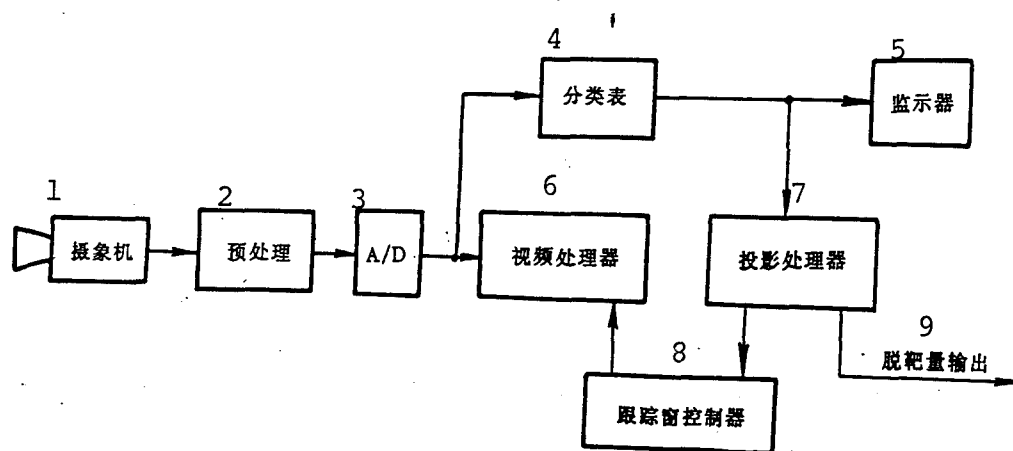 4
5
分类表
监示器
1
2
3
6
7
摄象机
预处理
A/D
视频处理器
投影处理器
8
9
脱靶量输出
跟踪窗控制器